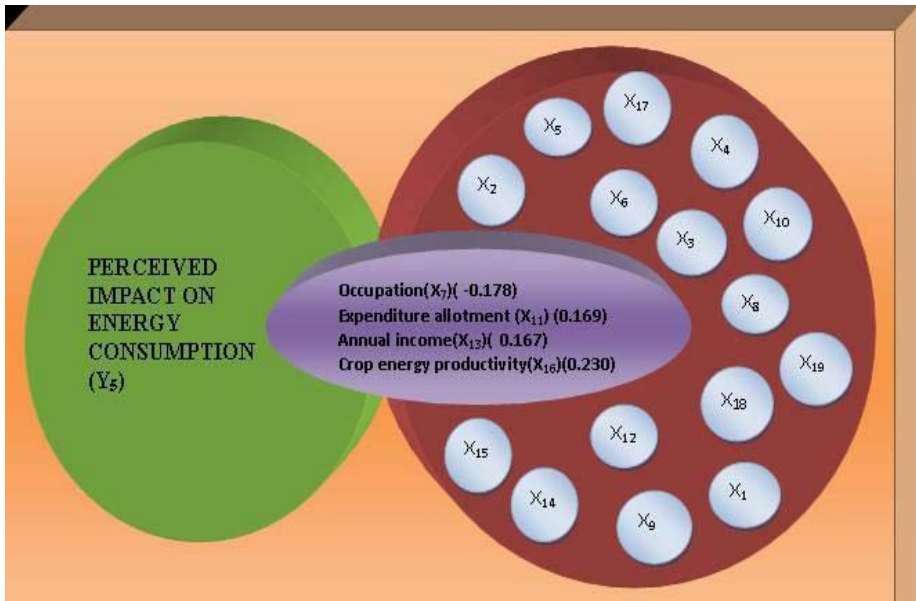 PERCEIVED
IMPACT ON
ENERGY
CONSUMPTION
(Y₅)
Occupation(X₇)( -0.178)
Expenditure allotment (X₁₁) (0.169)
Annual income(X₁₃)( 0.167)
Crop energy productivity(X₁₆)(0.230)
X₁₇
X₅
X₄
X₂
X₆
X₁₀
X₃
X₈
X₁₉
X₁₈
X₁₂
X₁₅
X₁₄
X₁
X₉